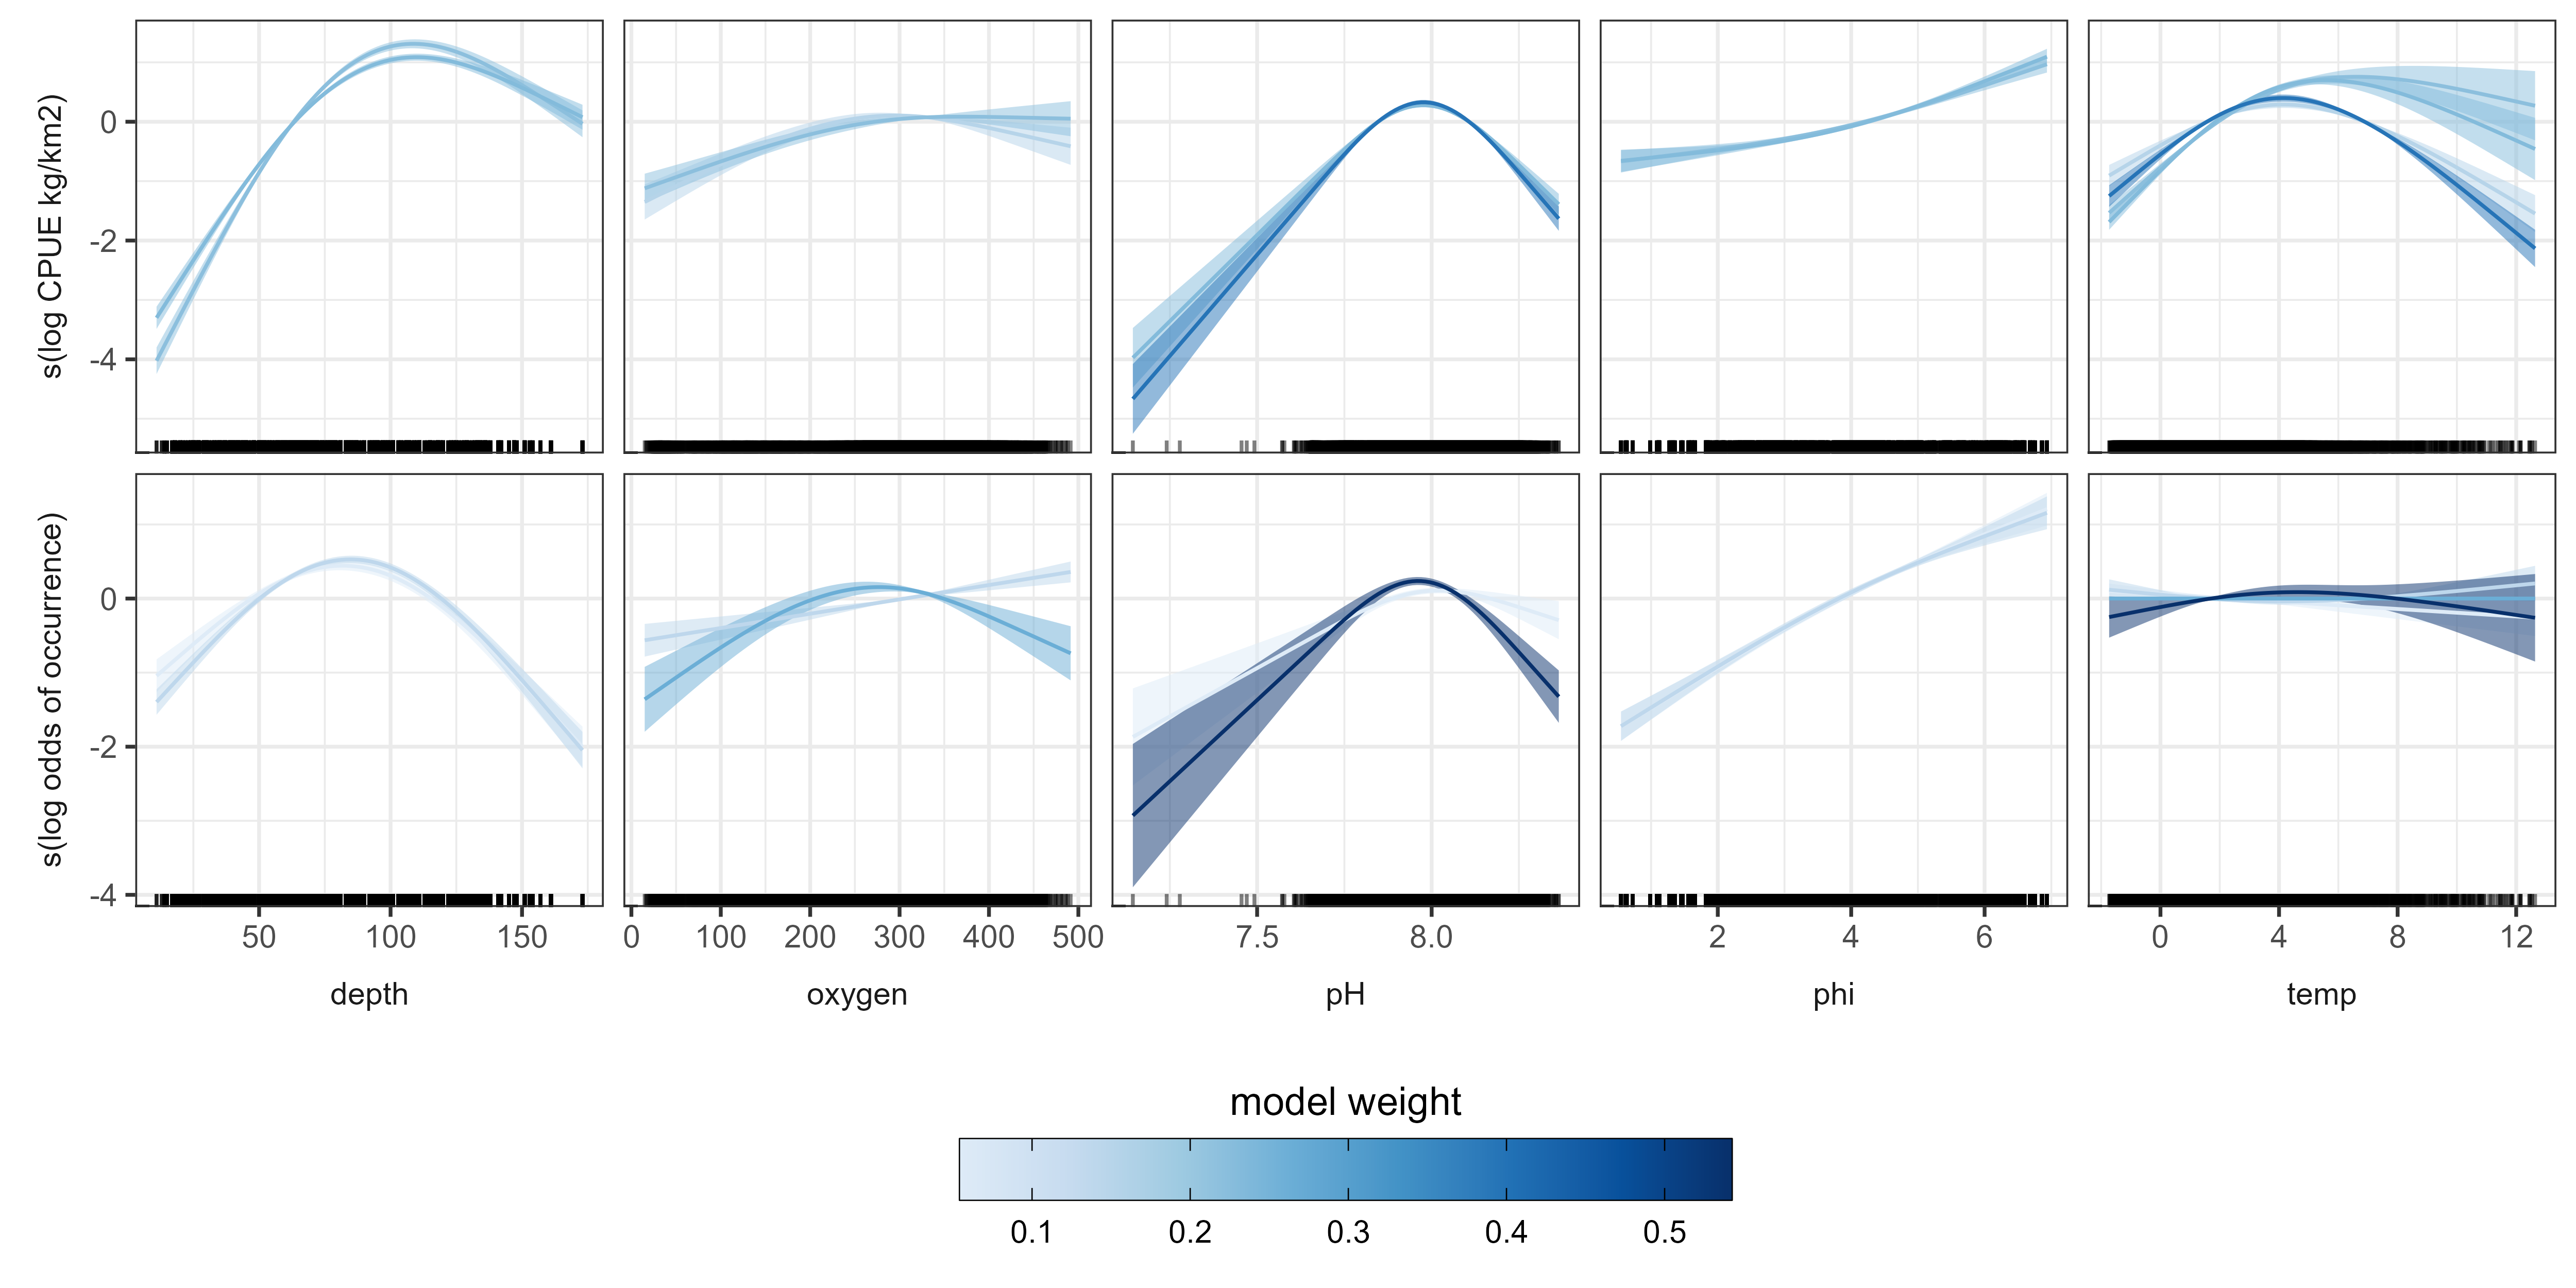 s(log CPUE kg/km2)
0
-2
-4
s(log odds of occurrence)
0
-2
-4
50 100 150
0 100 200 300 400 500
7.5 8.0
2 4 6
0 4 8 12
depth oxygen pH phi temp
model weight
0.1 0.2 0.3 0.4 0.5